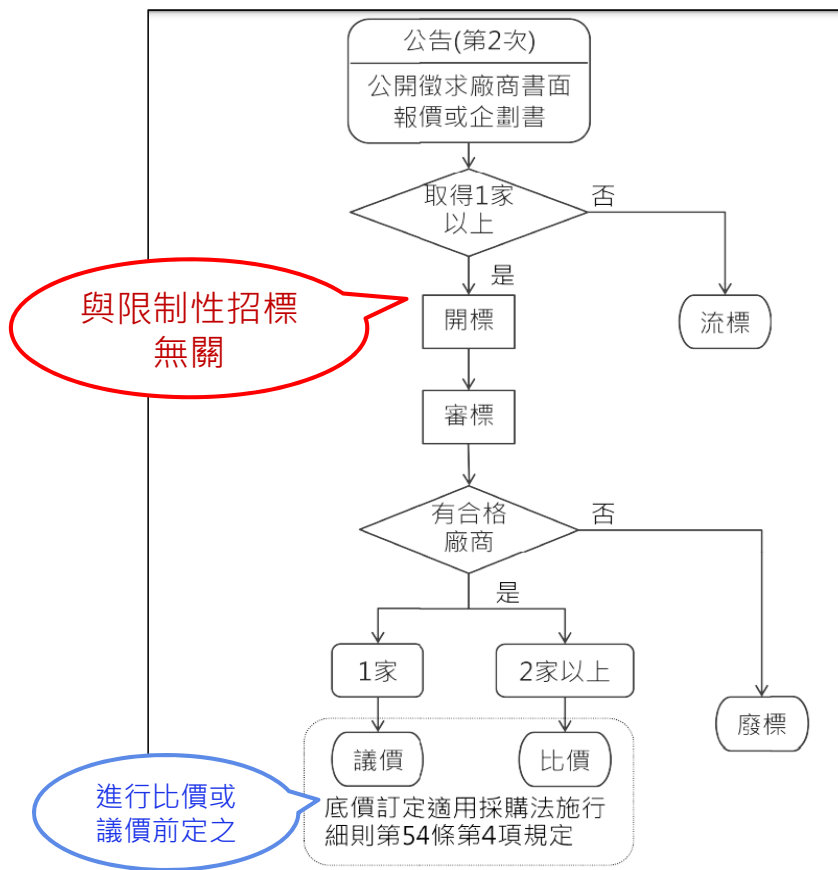 公告(第2次)
公開徵求廠商書面
報價或企劃書
取得1家
以上
否
是
與限制性招標
無關
開標
流標
審標
有合格
廠商
否
是
1家
2家以上
廢標
議價
比價
進行比價或
議價前定之
底價訂定適用採購法施行
細則第54條第4項規定